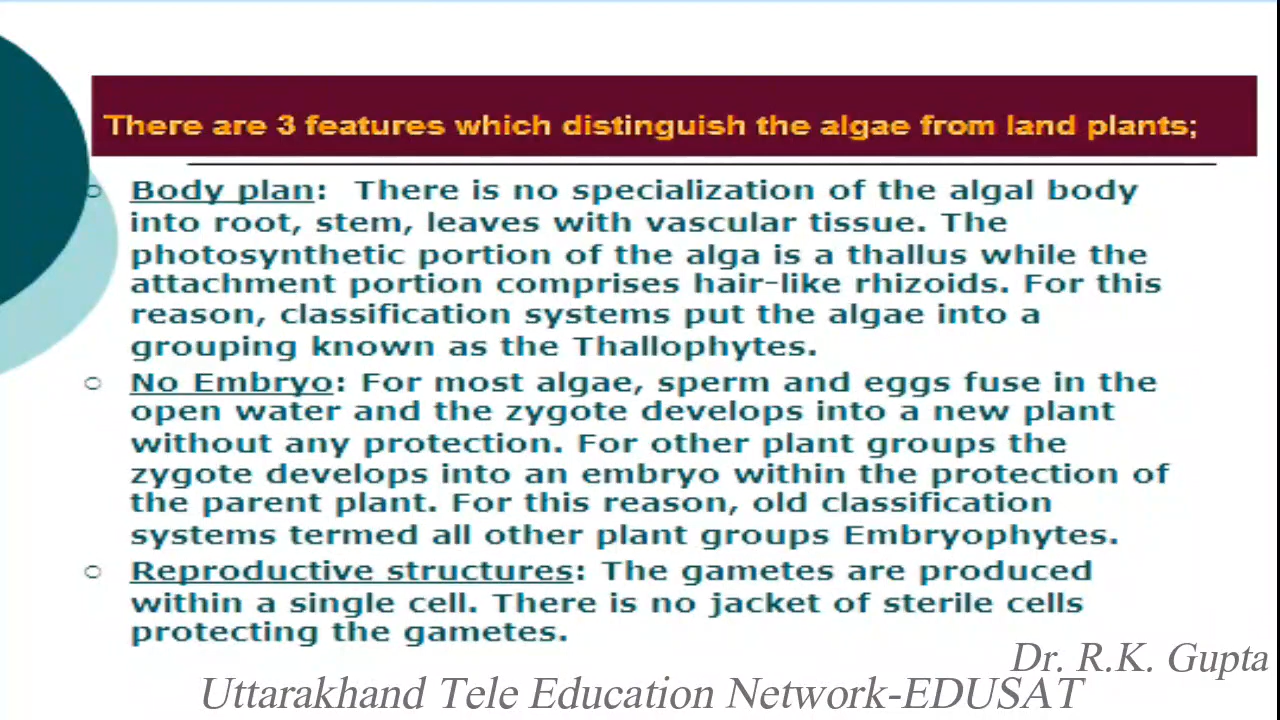 There are 3 features which distinguish the algae from land plants;
Body plan: There is no specialization of the algal body
into root, stem, leaves with vascular tissue. The
photosynthetic portion of the alga is a thallus while the
attachment portion comprises hair-like rhizoids. For this
reason, classification systems put the algae into a
grouping known as the Thallophytes.
No Embryo: For most algae, sperm and eggs fuse in the
open water and the zygote develops into a new plant
without any protection. For other plant groups the
zygote develops into an embryo within the protection of
the parent plant. For this reason, old classification
systems termed all other plant groups Embryophytes.
Reproductive structures: The gametes are produced
within a single cell. There is no jacket of sterile cells
protecting the gametes.
Dr. R.K. Gupta
Uttarakhand Tele Education Network-EDUSAT